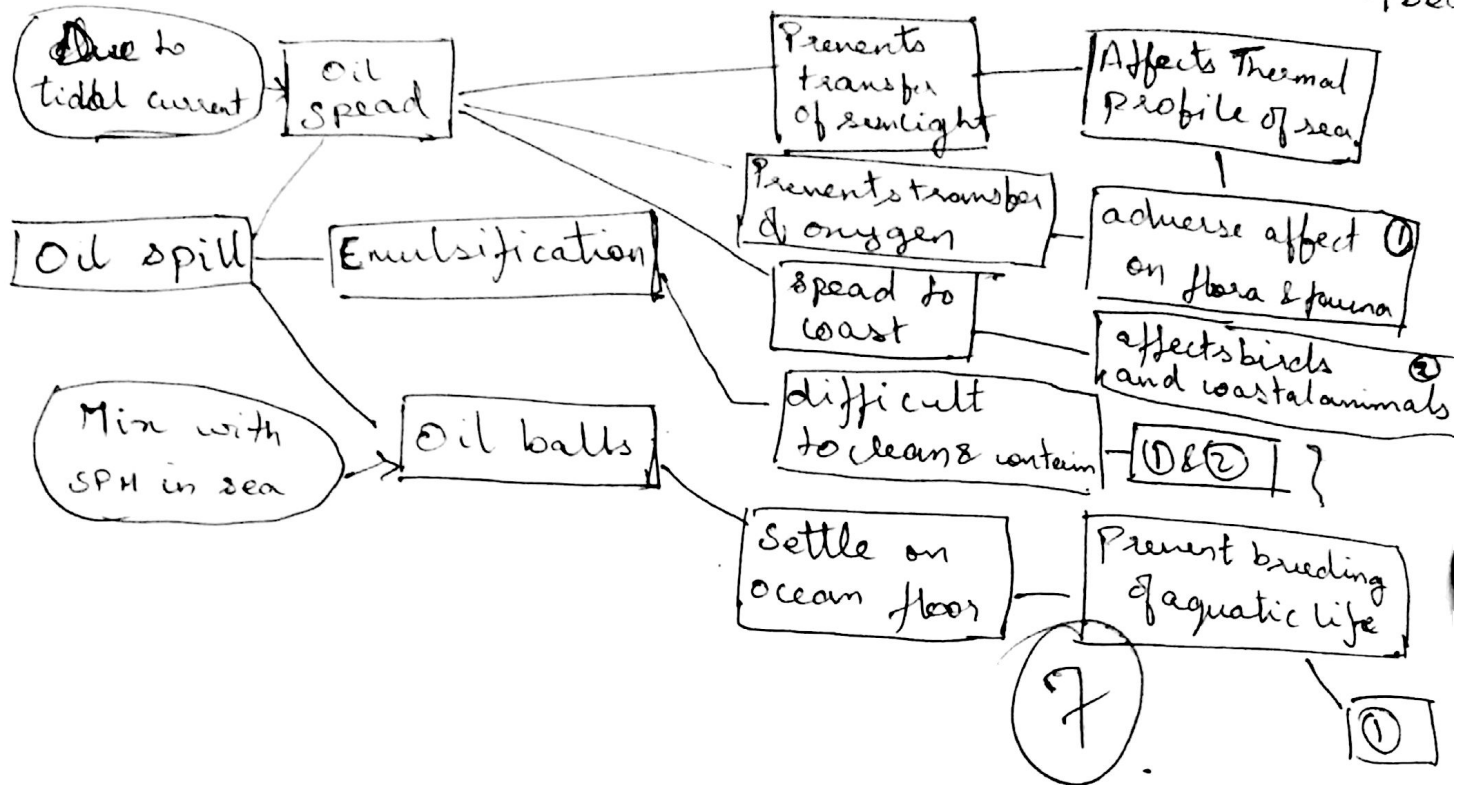 Due to
tidal current
Oil
spead
Prevents
transfer
of sunlight
Affects Thermal
profile of sea
Prevents transfer
of oxygen
adverse affect ①
on flora & fauna
Oil spill
Emulsification
spead to
coast
affects birds ②
and coastal animals
difficult
to clean & contain
① & ②
Mix with
SPM in sea
Oil balls
Settle on
ocean floor
Prevent breeding
of aquatic life
7
①